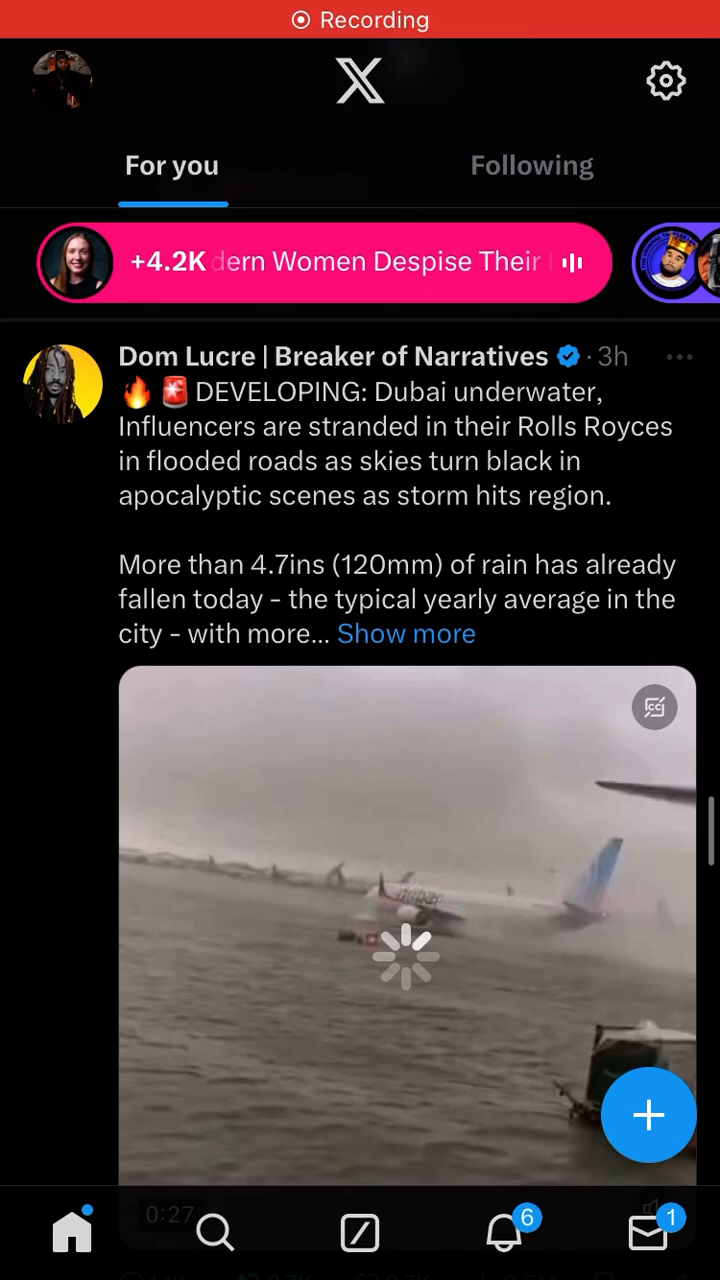 Recording
X
For you
Following
+4.2K dern Women Despise Their
Dom Lucre | Breaker of Narratives · 3h
🔥 🚨 DEVELOPING: Dubai underwater,
Influencers are stranded in their Rolls Royces
in flooded roads as skies turn black in
apocalyptic scenes as storm hits region.
More than 4.7ins (120mm) of rain has already
fallen today - the typical yearly average in the
city - with more... Show more
CC
0:27
6
1